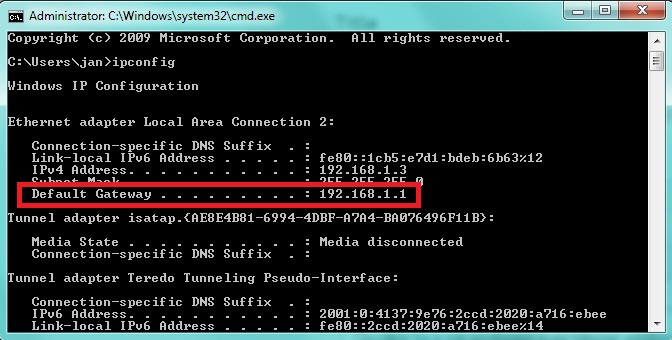 Title
Administrator: C:\Windows\system32\cmd.exe
Copyright (c) 2009 Microsoft Corporation.  All rights reserved.
C:\Users\jan>ipconfig
Windows IP Configuration
Ethernet adapter Local Area Connection 2:
Connection-specific DNS Suffix  . :
Link-local IPv6 Address . . . . . : fe80::1cb5:e7d1:bdeb:6b63%12
IPv4 Address. . . . . . . . . . . : 192.168.1.3
Subnet Mask . . . . . . . . . . . : 255.255.255.0
Default Gateway . . . . . . . . . : 192.168.1.1
Tunnel adapter isatap.{AE8E4B81-6994-4DBF-A7A4-BA076496F11B}:
Media State . . . . . . . . . . . : Media disconnected
Connection-specific DNS Suffix  . :
Tunnel adapter Teredo Tunneling Pseudo-Interface:
Connection-specific DNS Suffix  . :
IPv6 Address. . . . . . . . . . . : 2001:0:4137:9e76:2ccd:2020:a716:ebee
Link-local IPv6 Address . . . . . : fe80::2ccd:2020:a716:ebee%14